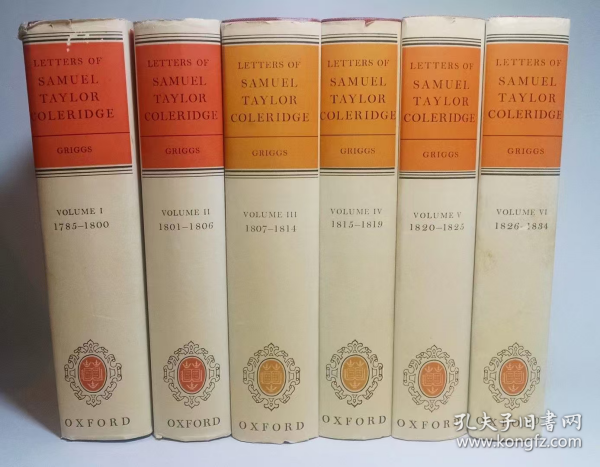 LETTERS OF
SAMUEL
TAYLOR
COLERIDGE
GRIGGS
VOLUME I
1785–1800
OXFORD
LETTERS OF
SAMUEL
TAYLOR
COLERIDGE
GRIGGS
VOLUME II
1801–1806
OXFORD
LETTERS OF
SAMUEL
TAYLOR
COLERIDGE
GRIGGS
VOLUME III
1807–1814
OXFORD
LETTERS OF
SAMUEL
TAYLOR
COLERIDGE
GRIGGS
VOLUME IV
1815–1819
OXFORD
LETTERS OF
SAMUEL
TAYLOR
COLERIDGE
GRIGGS
VOLUME V
1820–1825
OXFORD
LETTERS OF
SAMUEL
TAYLOR
COLERIDGE
GRIGGS
VOLUME VI
1826–1834
孔夫子旧书网
www.kongfz.com